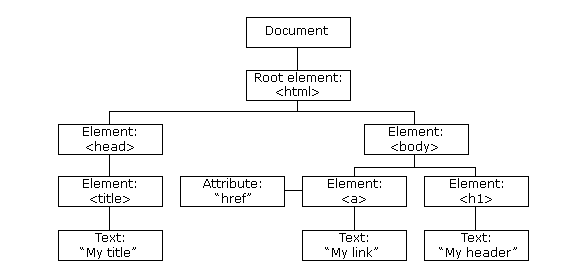 Document
Root element:
<html>
Element:
<head>
Element:
<body>
Element:
<title>
Attribute:
“href”
Element:
<a>
Element:
<h1>
Text:
“My title”
Text:
“My link”
Text:
“My header”